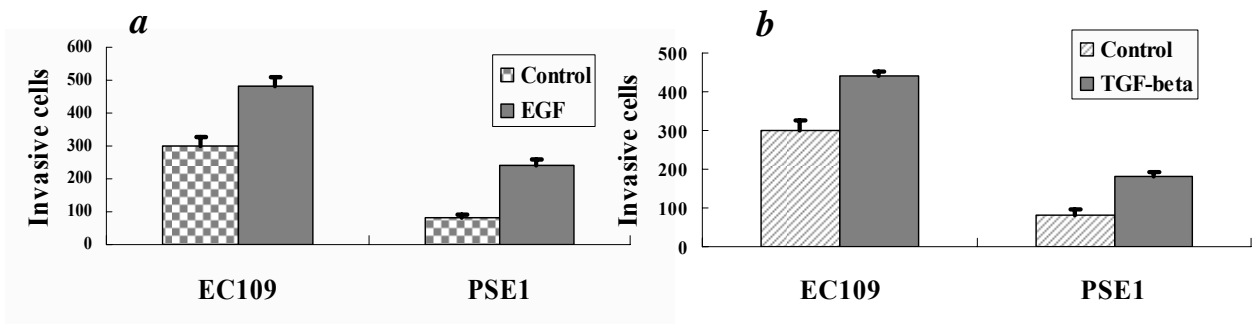 a
600
500
400
300
200
100
0
Invasive cells
Control
EGF
EC109 PSE1
b
500
400
300
200
100
0
Invasive cells
Control
TGF-beta
EC109 PSE1